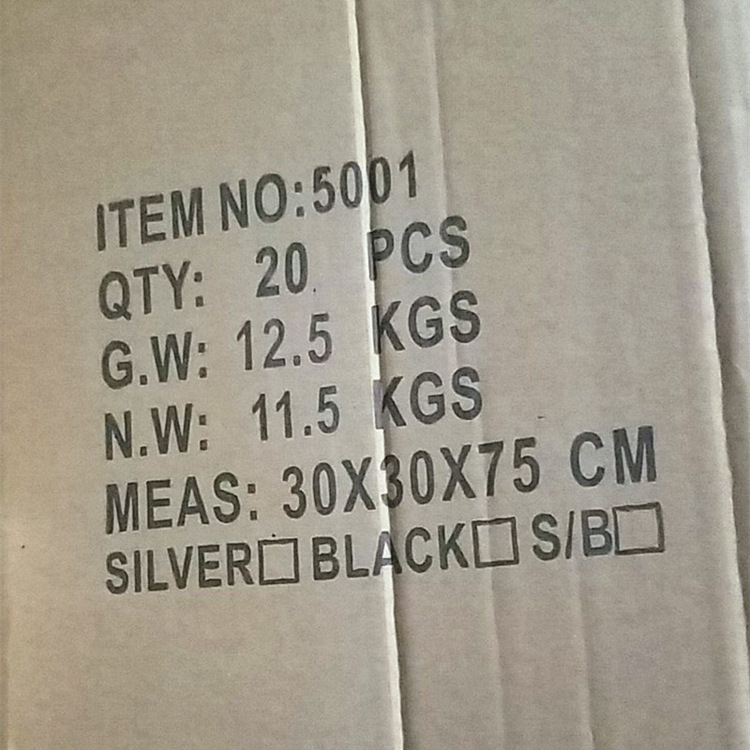 ITEM NO:5001
QTY: 20 PCS
G.W: 12.5 KGS
N.W: 11.5 KGS
MEAS: 30X30X75 CM
SILVER□ BLACK□ S/B□